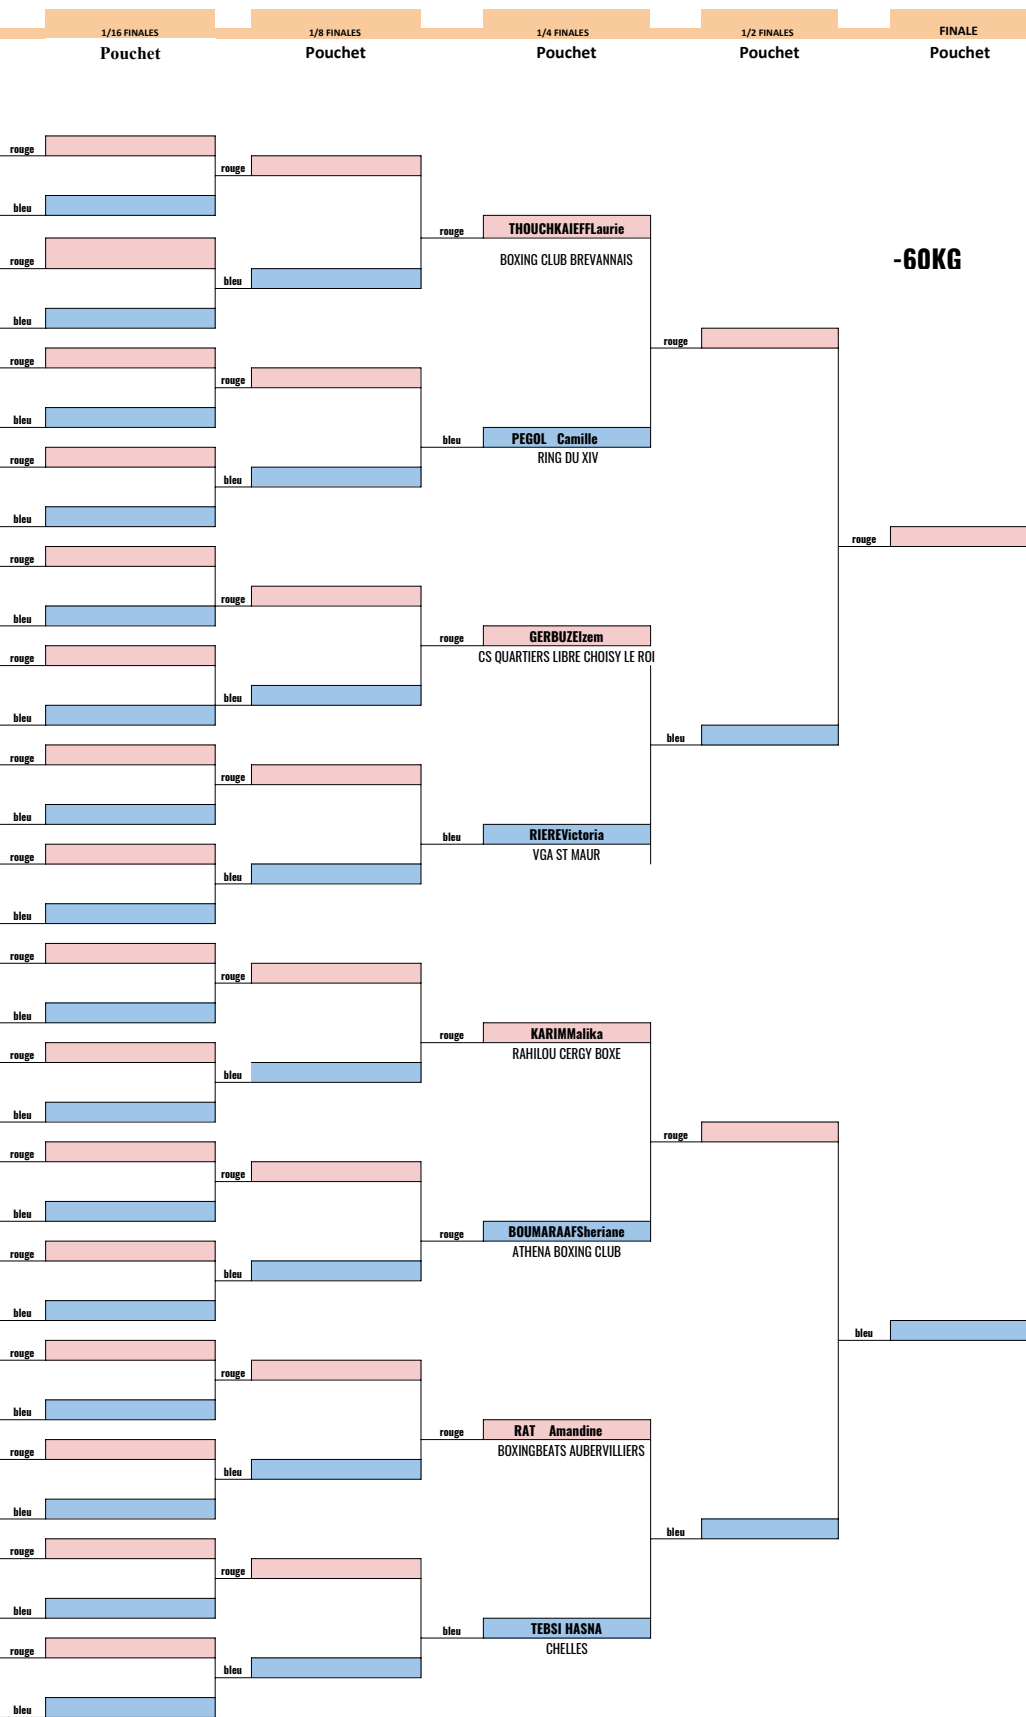 1/16 FINALES 1/8 FINALES 1/4 FINALES 1/2 FINALES FINALE
Pouchet Pouchet Pouchet Pouchet Pouchet
rouge
rouge
bleu
rouge THOUCHKAIEFFLaurie
BOXING CLUB BREVANNAIS
-60KG
rouge
bleu
bleu
rouge
rouge
rouge
bleu
bleu PEGOL Camille
RING DU XIV
rouge
bleu
bleu
rouge
rouge
rouge
bleu
rouge GERBUZEIzem
CS QUARTIERS LIBRE CHOISY LE ROI
rouge
bleu
bleu
bleu
rouge
rouge
bleu
bleu RIEREVictoria
VGA ST MAUR
rouge
bleu
bleu
rouge
rouge
bleu
rouge KARIMMalika
RAHILOU CERGY BOXE
rouge
bleu
bleu
rouge
rouge
rouge
bleu
rouge BOUMARAAFSheriane
ATHENA BOXING CLUB
rouge
bleu
bleu
bleu
rouge
rouge
bleu
rouge RAT Amandine
BOXINGBEATS AUBERVILLIERS
rouge
bleu
bleu
bleu
rouge
rouge
bleu
bleu TEBSI HASNA
CHELLES
rouge
bleu
bleu